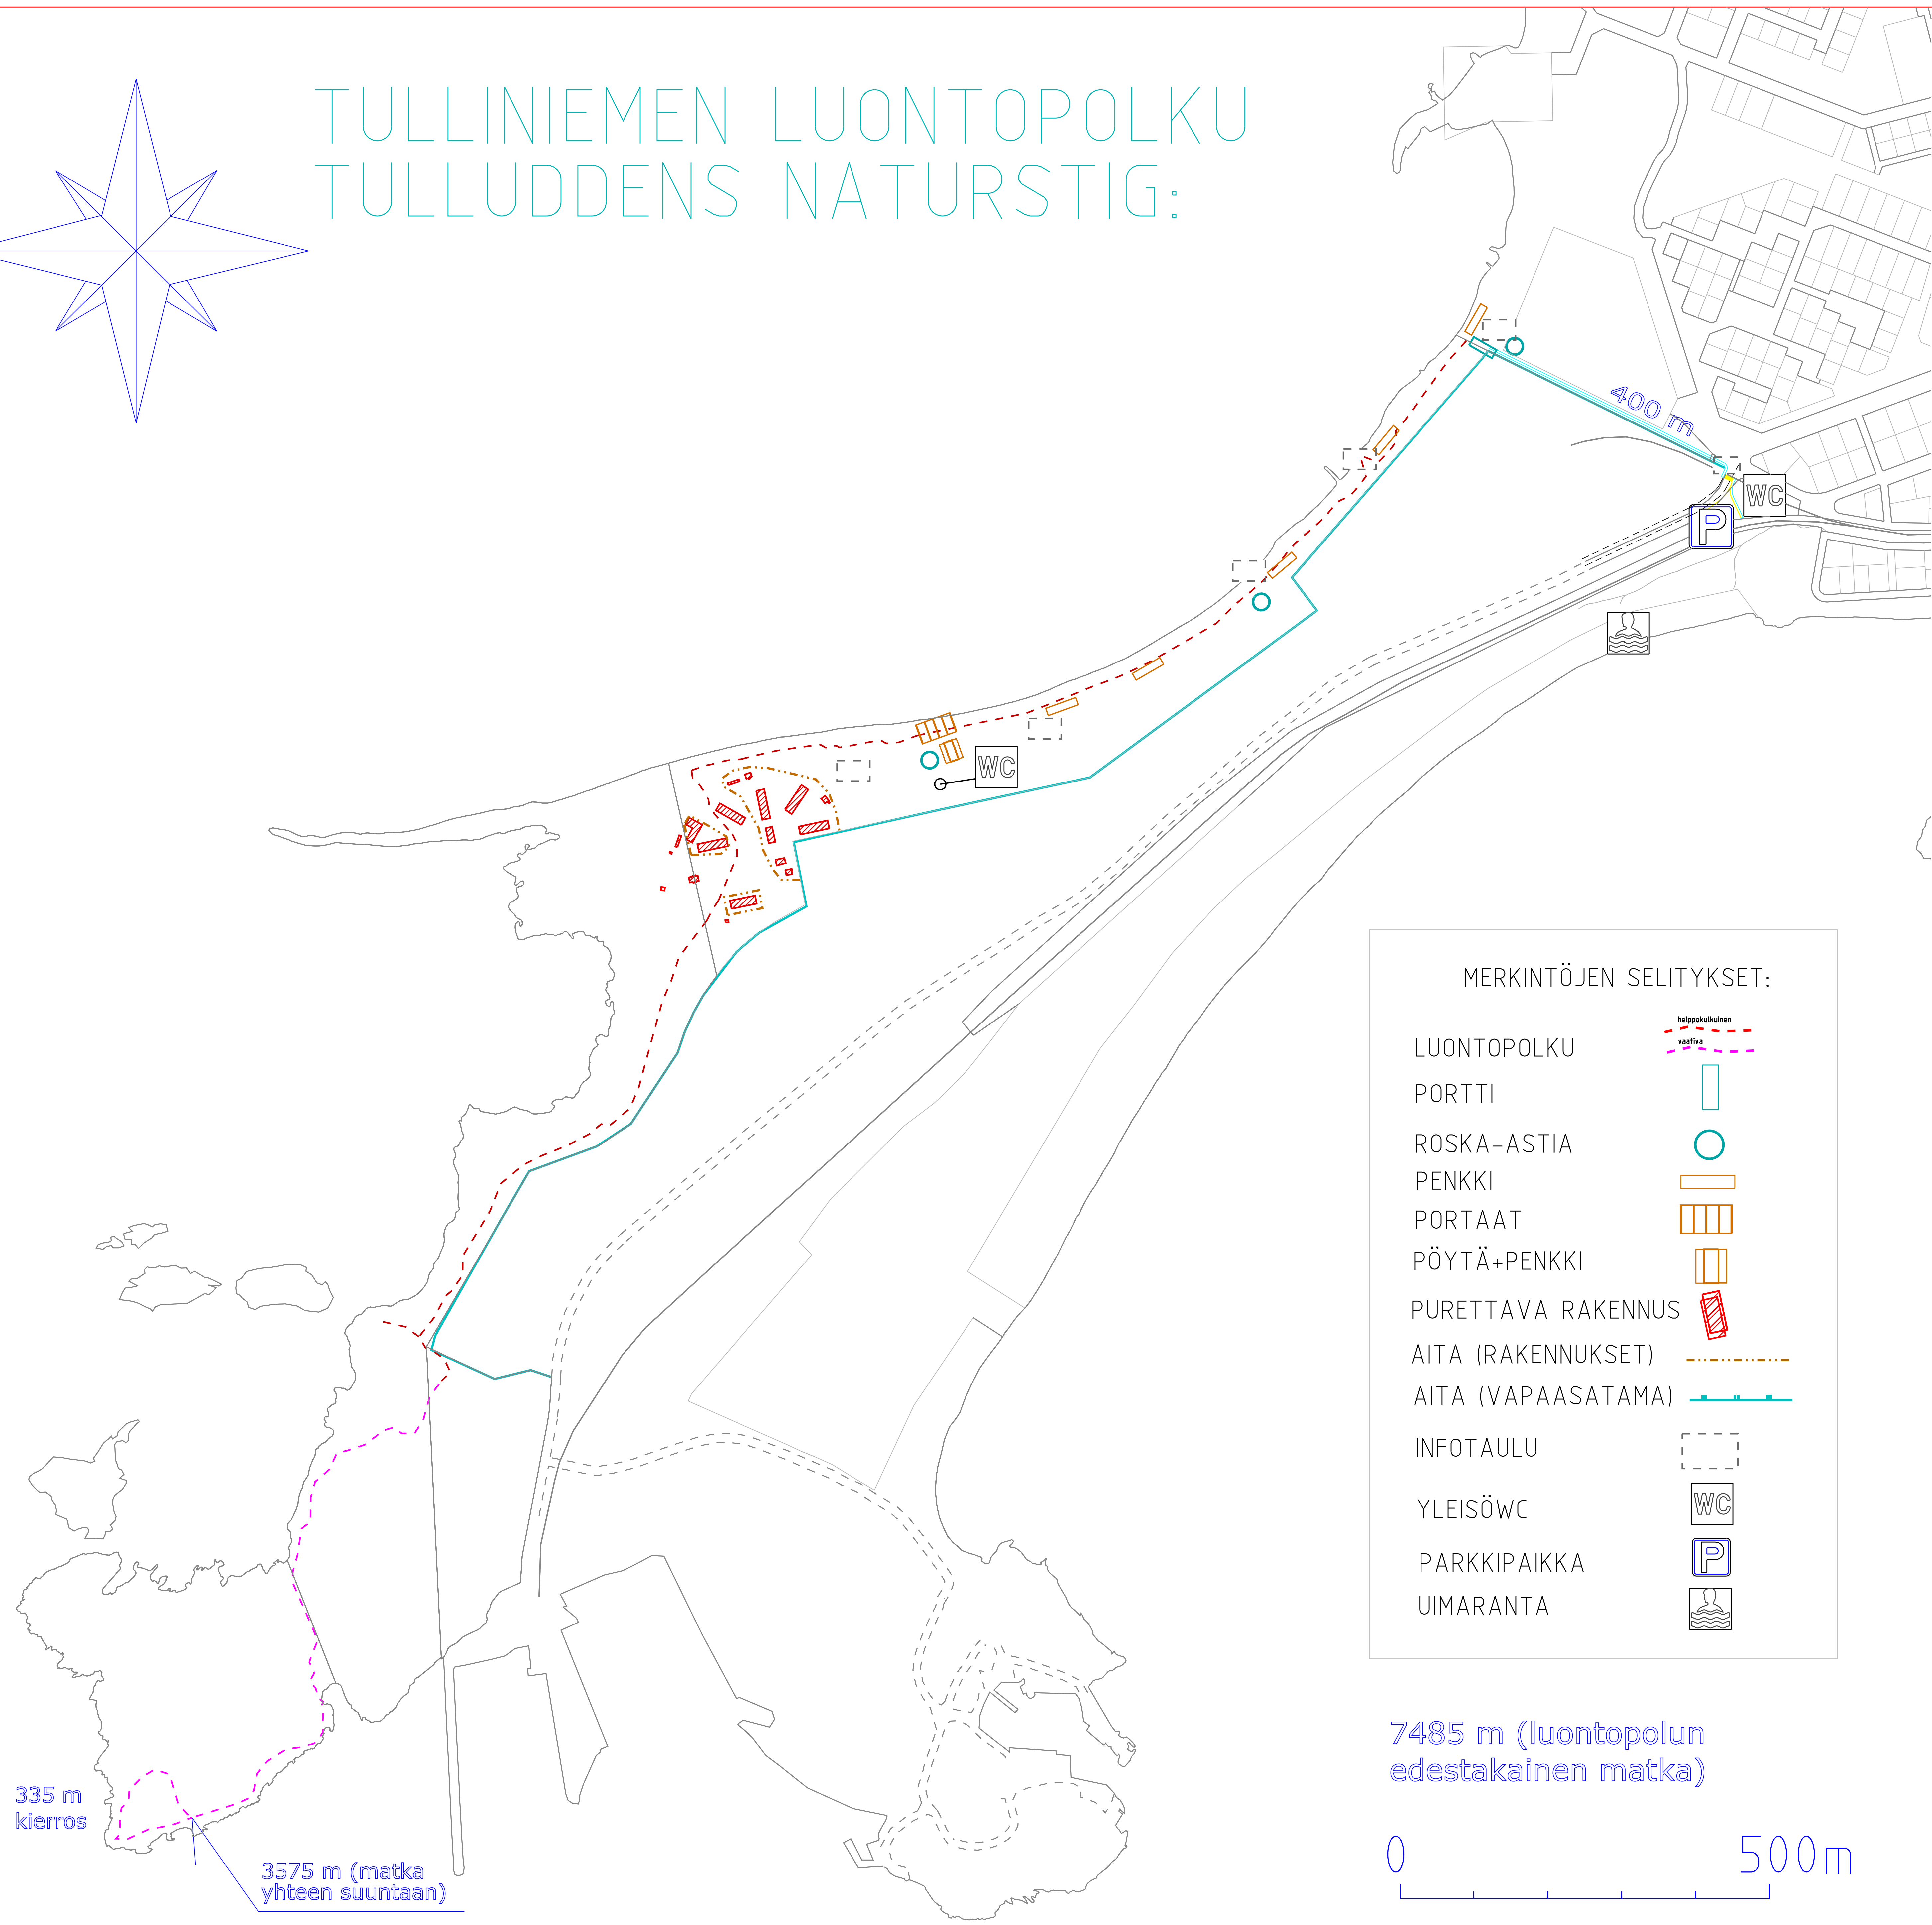 TULLINIEMEN LUONTOPOLKU
TULLUDDENS NATURSTIG:
400 m
WC
P
WC
MERKINTÖJEN SELITYKSET:
helppokulkuinen
vaativa
LUONTOPOLKU
PORTTI
ROSKA-ASTIA
PENKKI
PORTAAT
PÖYTÄ+PENKKI
PURETTAVA RAKENNUS
AITA (RAKENNUKSET)
AITA (VAPAASATAMA)
INFOTAULU
YLEISÖWC WC
PARKKIPAIKKA P
UIMARANTA
7485 m (luontopolun
edestakainen matka)
335 m
kierros
3575 m (matka
yhteen suuntaan)
0 500m